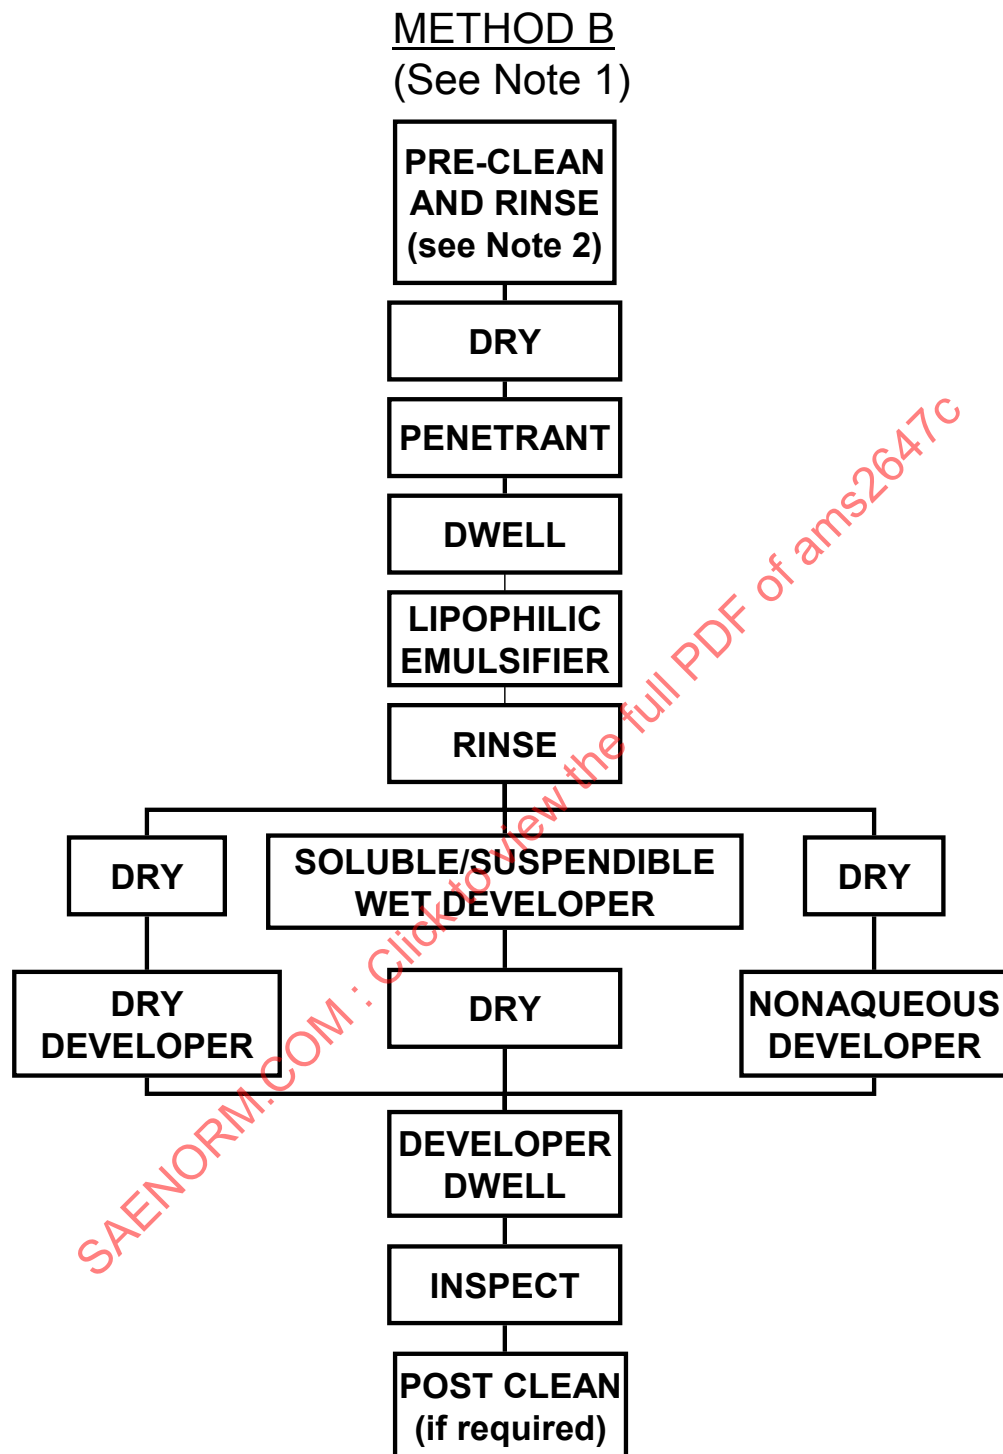 METHOD B
(See Note 1)
PRE-CLEAN
AND RINSE
(see Note 2)
DRY
PENETRANT
DWELL
LIPOPHILIC
EMULSIFIER
RINSE
DRY
SOLUBLE/SUSPENDIBLE
WET DEVELOPER
DRY
DRY
DEVELOPER
DRY
NONAQUEOUS
DEVELOPER
DEVELOPER
DWELL
INSPECT
POST CLEAN
(if required)
SAENORM.COM : Click to view the full PDF of ams2647c